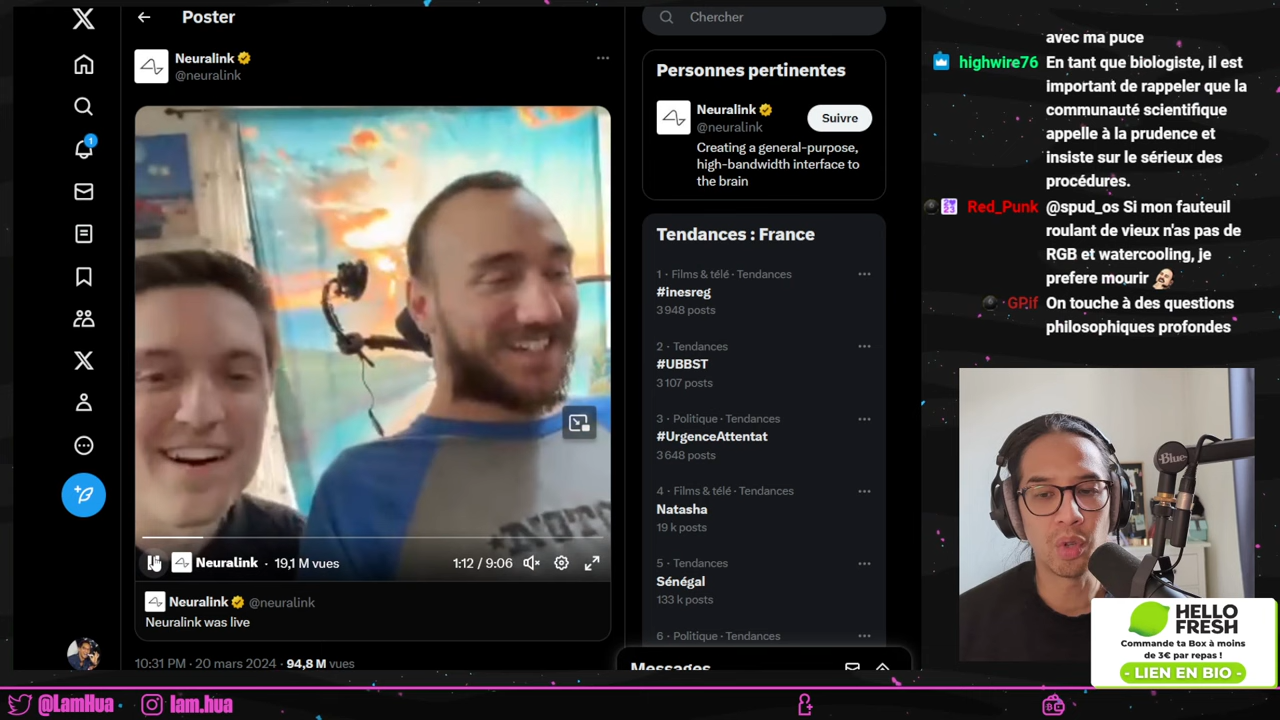 Poster
Neuralink
@neuralink
Neuralink · 19,1 M vues
1:12 / 9:06
Neuralink @neuralink
Neuralink was live
10:31 PM · 20 mars 2024 · 94,8 M vues
Chercher
Personnes pertinentes
Neuralink
@neuralink
Suivre
Creating a general-purpose,
high-bandwidth interface to
the brain
Tendances : France
1 · Films & télé · Tendances
#inesreg
3 948 posts
2 · Tendances
#UBBST
3 107 posts
3 · Politique · Tendances
#UrgenceAttentat
3 648 posts
4 · Films & télé · Tendances
Natasha
19 k posts
5 · Tendances
Sénégal
133 k posts
6 · Politique · Tendances
Messages
avec ma puce
highwire76 En tant que biologiste, il est
important de rappeler que la
communauté scientifique
appelle à la prudence et
insiste sur le sérieux des
procédures.
Red_Punk @spud_os Si mon fauteuil
roulant de vieux n'as pas de
RGB et watercooling, je
prefere mourir
GP.if On touche à des questions
philosophiques profondes
Blue
HELLO
FRESH
Commande ta Box à moins
de 3€ par repas !
- LIEN EN BIO -
@LamHua
lam.hua